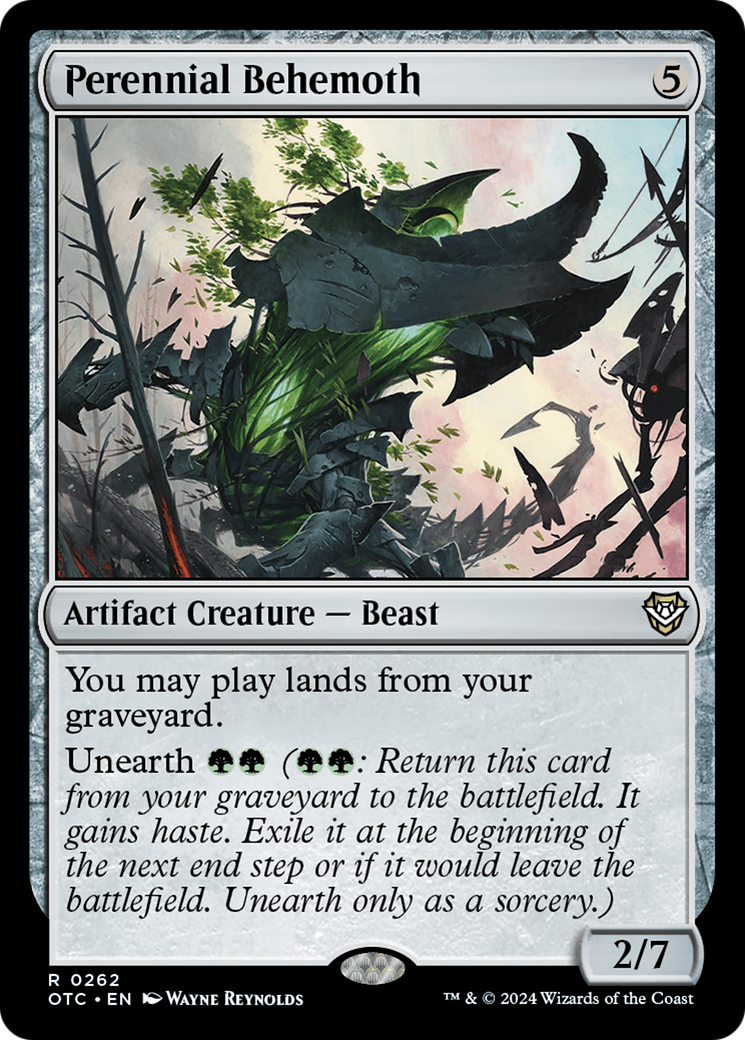 Perennial Behemoth 5
Artifact Creature — Beast
You may play lands from your
graveyard.
Unearth (: Return this card
from your graveyard to the battlefield. It
gains haste. Exile it at the beginning of
the next end step or if it would leave the
battlefield. Unearth only as a sorcery.)
2/7
R 0262
OTC • EN Wayne Reynolds
™ & © 2024 Wizards of the Coast